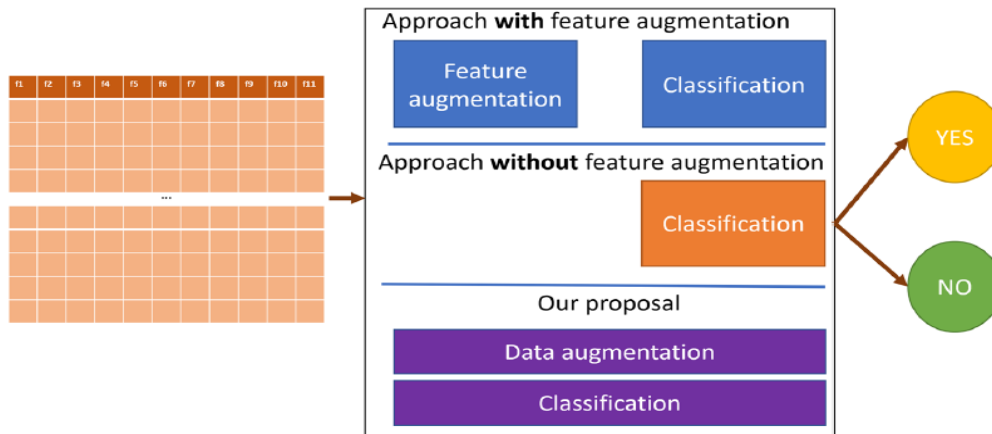 Approach with feature augmentation
Feature
augmentation
Classification
f1 f2 f3 f4 f5 f6 f7 f8 f9 f10 f11
Approach without feature augmentation
...
Classification
YES
NO
Our proposal
Data augmentation
Classification